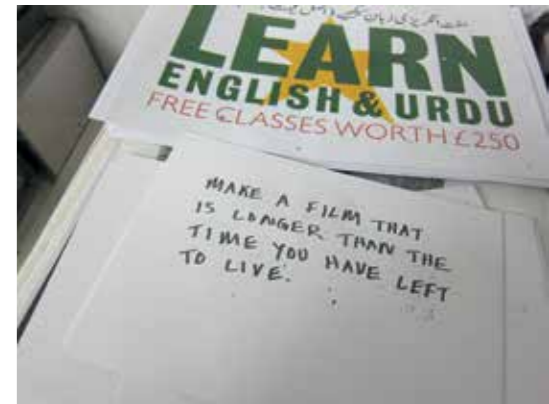 LEARN
ENGLISH & URDU
FREE CLASSES WORTH £250
MAKE A FILM THAT
IS LONGER THAN THE
TIME YOU HAVE LEFT
TO LIVE.